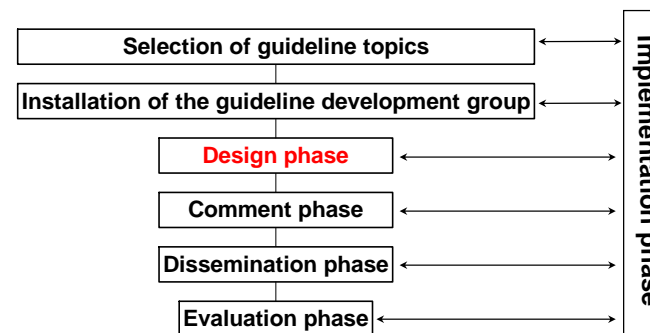 Selection of guideline topics
Installation of the guideline development group
Design phase
Comment phase
Dissemination phase
Evaluation phase
Implementation phase